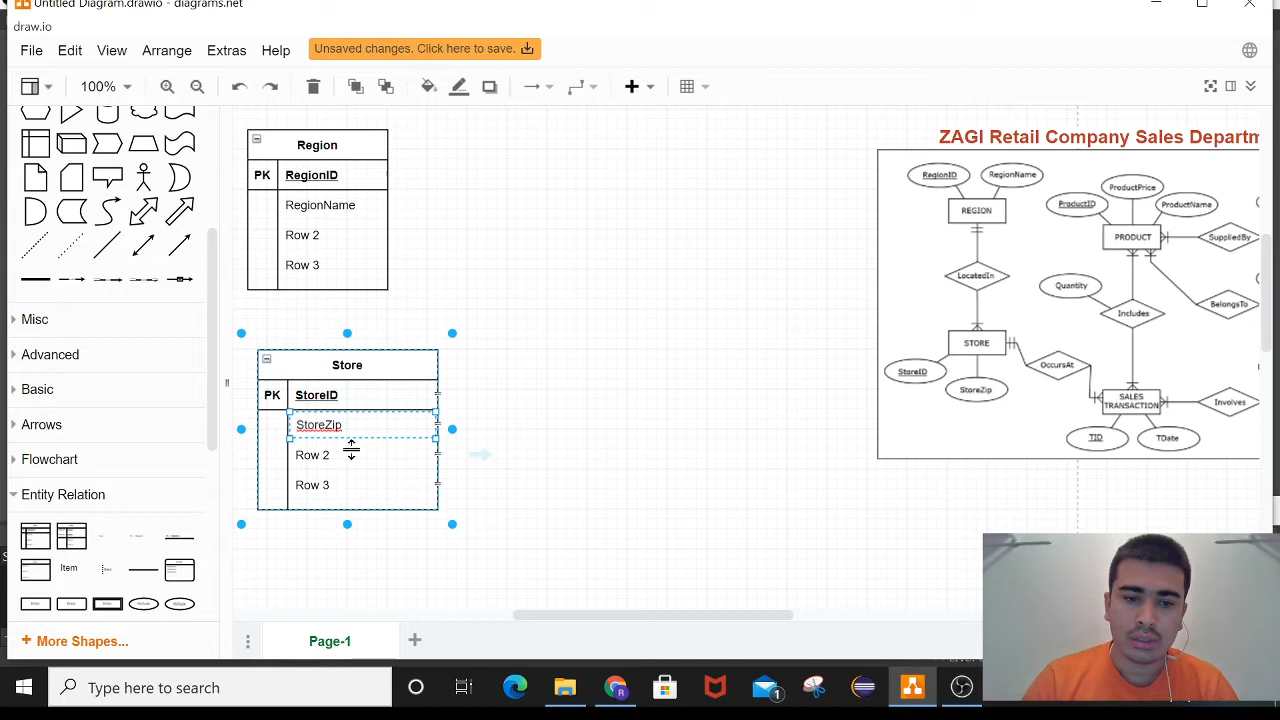 Untitled Diagram.drawio - diagrams.net
draw.io
File Edit View Arrange Extras Help
Unsaved changes. Click here to save.
100%
Misc
Advanced
Basic
Arrows
Flowchart
Entity Relation
Item
+ More Shapes...
Region
PK RegionID
RegionName
Row 2
Row 3
Store
PK StoreID
StoreZip
Row 2
Row 3
ZAGI Retail Company Sales Departm
RegionID RegionName
ProductPrice
ProductID ProductName
REGION
PRODUCT SuppliedBy
LocatedIn
Quantity
Includes BelongsTo
STORE
StoreID OccursAt
StoreZip
SALES
TRANSACTION Involves
TID TDate
Page-1
Type here to search
1